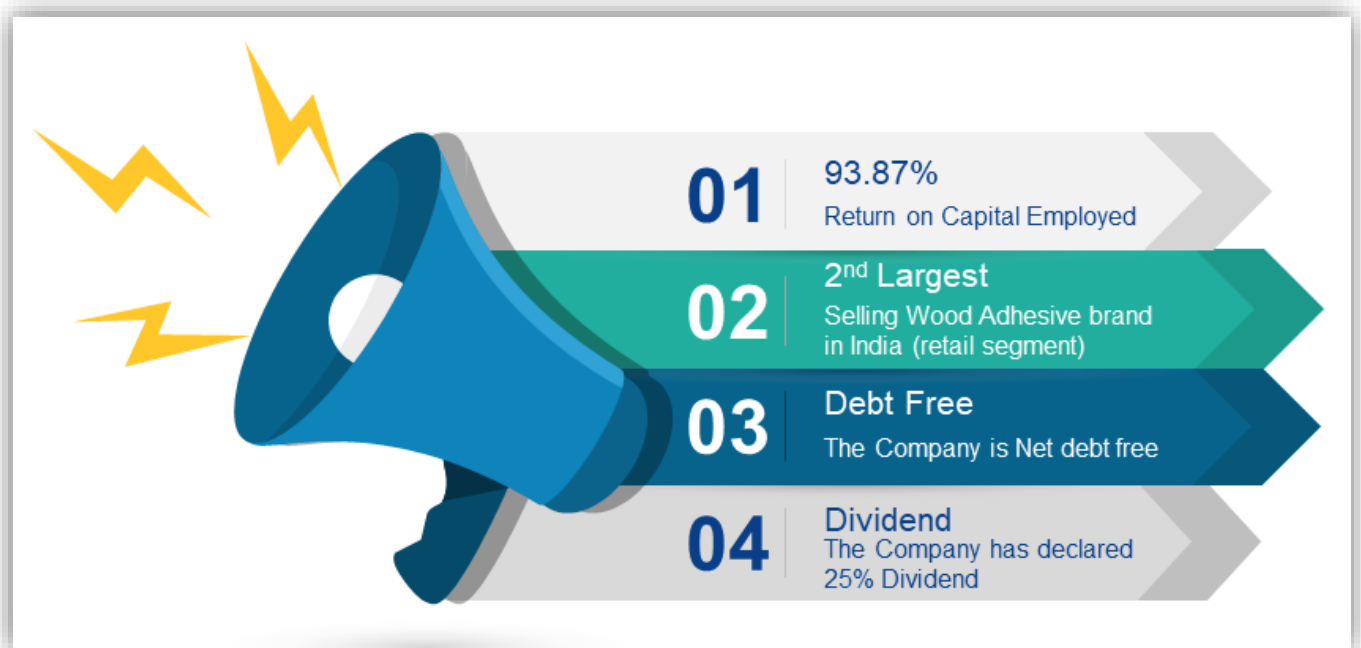 01
93.87%
Return on Capital Employed
02
2nd Largest
Selling Wood Adhesive brand
in India (retail segment)
03
Debt Free
The Company is Net debt free
04
Dividend
The Company has declared
25% Dividend